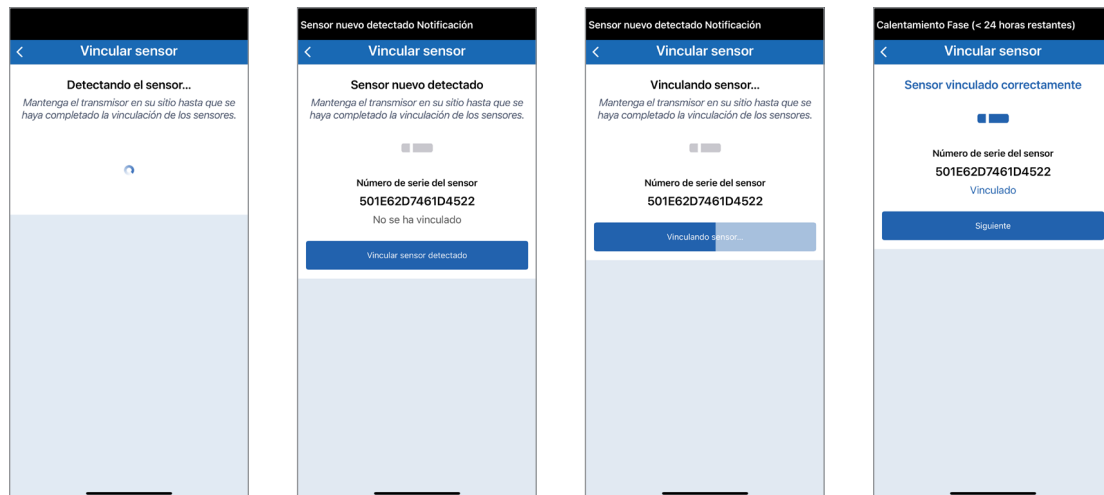 Vincular sensor
Detectando el sensor...
Mantenga el transmisor en su sitio hasta que se
haya completado la vinculación de los sensores.
Sensor nuevo detectado Notificación
Vincular sensor
Sensor nuevo detectado
Mantenga el transmisor en su sitio hasta que se
haya completado la vinculación de los sensores.
Número de serie del sensor
501E62D7461D4522
No se ha vinculado
Vincular sensor detectado
Sensor nuevo detectado Notificación
Vincular sensor
Vinculando sensor...
Mantenga el transmisor en su sitio hasta que se
haya completado la vinculación de los sensores.
Número de serie del sensor
501E62D7461D4522
Vinculando sensor...
Calentamiento Fase (< 24 horas restantes)
Vincular sensor
Sensor vinculado correctamente
Número de serie del sensor
501E62D7461D4522
Vinculado
Siguiente